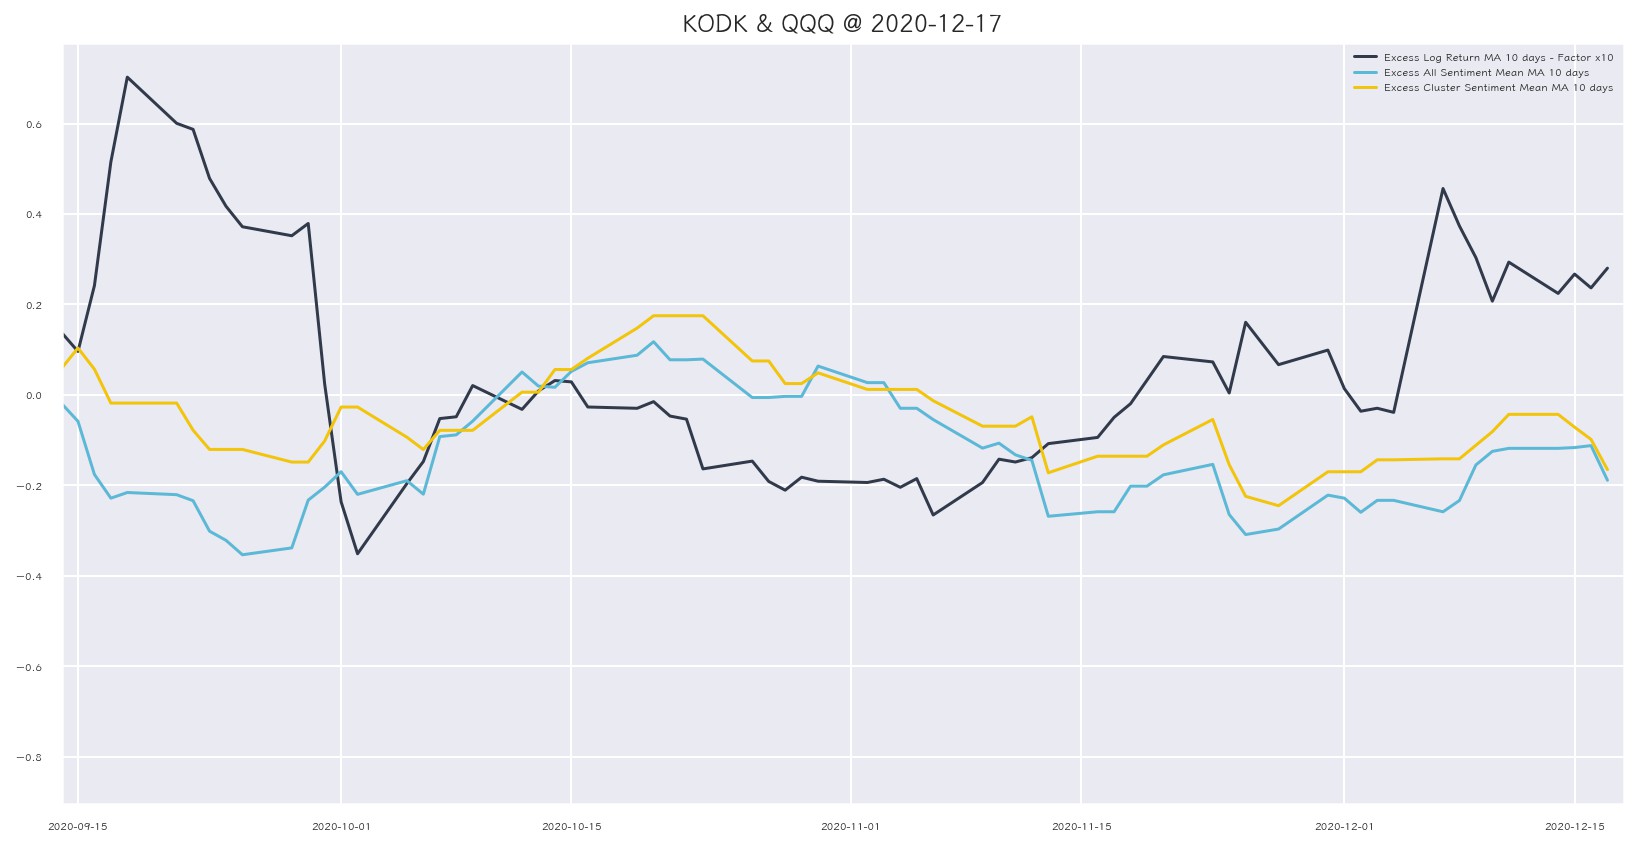 KODK & QQQ @ 2020-12-17
Excess Log Return MA 10 days - Factor x10
Excess All Sentiment Mean MA 10 days
Excess Cluster Sentiment Mean MA 10 days
0.6
0.4
0.2
0.0
−0.2
−0.4
−0.6
−0.8
2020-09-15 2020-10-01 2020-10-15 2020-11-01 2020-11-15 2020-12-01 2020-12-15